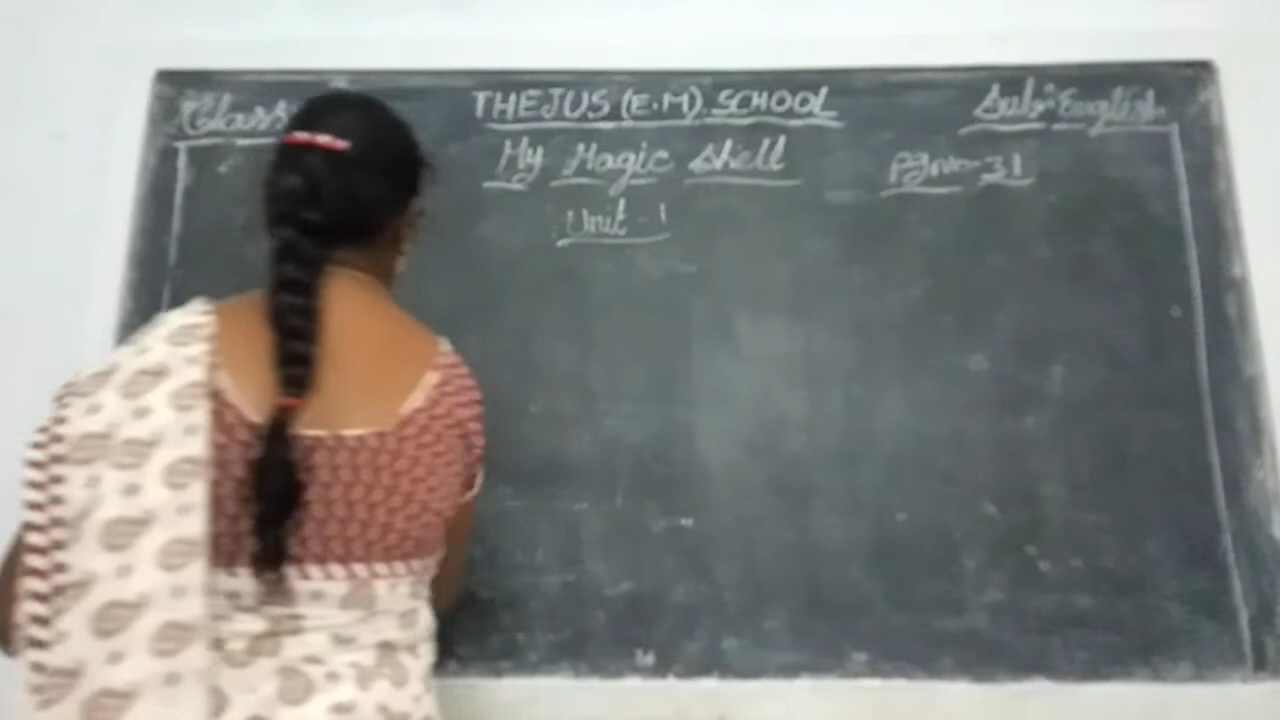 Class THEJUS (E.M). SCHOOL Sub: English
My Magic Shell Pg no- 31
Unit - 1